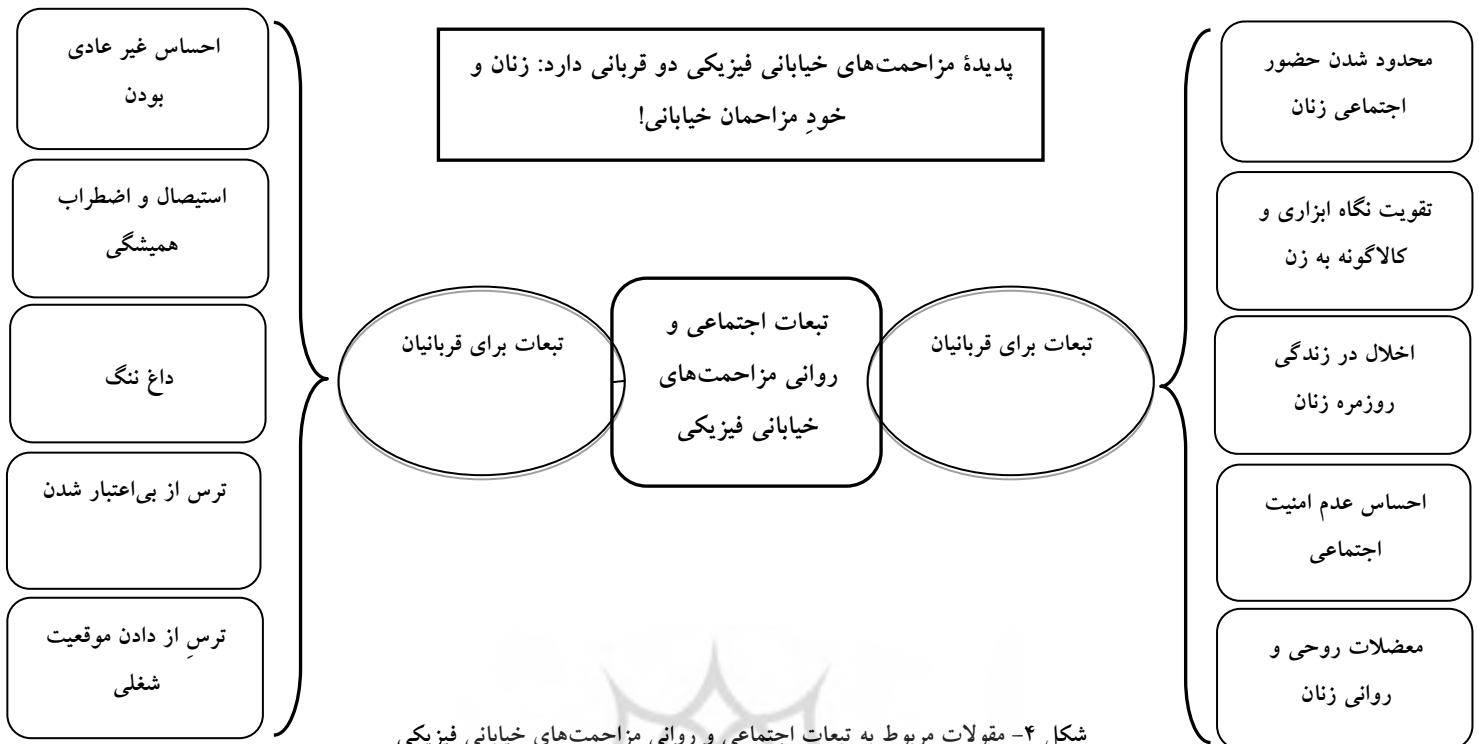 پدیدهٔ مزاحمت‌های خیابانی فیزیکی دو قربانی دارد: زنان و
خودِ مزاحمان خیابانی!
محدود شدن حضور
اجتماعی زنان
تقویت نگاه ابزاری و
کالاگونه به زن
اخلال در زندگی
روزمره زنان
احساس عدم امنیت
اجتماعی
معضلات روحی و
روانی زنان
تبعات برای قربانیان
تبعات اجتماعی و
روانی مزاحمت‌های
خیابانی فیزیکی
تبعات برای قربانیان
احساس غیر عادی
بودن
استیصال و اضطراب
همیشگی
داغ ننگ
ترس از بی‌اعتبار شدن
ترسِ از دادن موقعیت
شغلی
شکل ۴- مقولات مربوط به تبعات اجتماعی و روانی مزاحمت‌های خیابانی فیزیکی